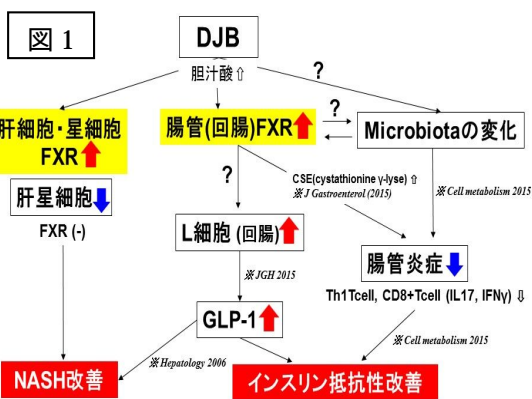 図1
DJB
胆汁酸⇧
?
肝細胞・星細胞
FXR
腸管(回腸)FXR
?
Microbiotaの変化
肝星細胞
FXR (-)
?
CSE(cystathionine γ-lyse) ⇧
※J Gastroenterol (2015)
※Cell metabolism 2015
L細胞 (回腸)
腸管炎症
※JGH 2015
Th1Tcell, CD8+Tcell (IL17, IFNγ) ⇩
GLP-1
※Cell metabolism 2015
※Hepatology 2006
NASH改善
インスリン抵抗性改善